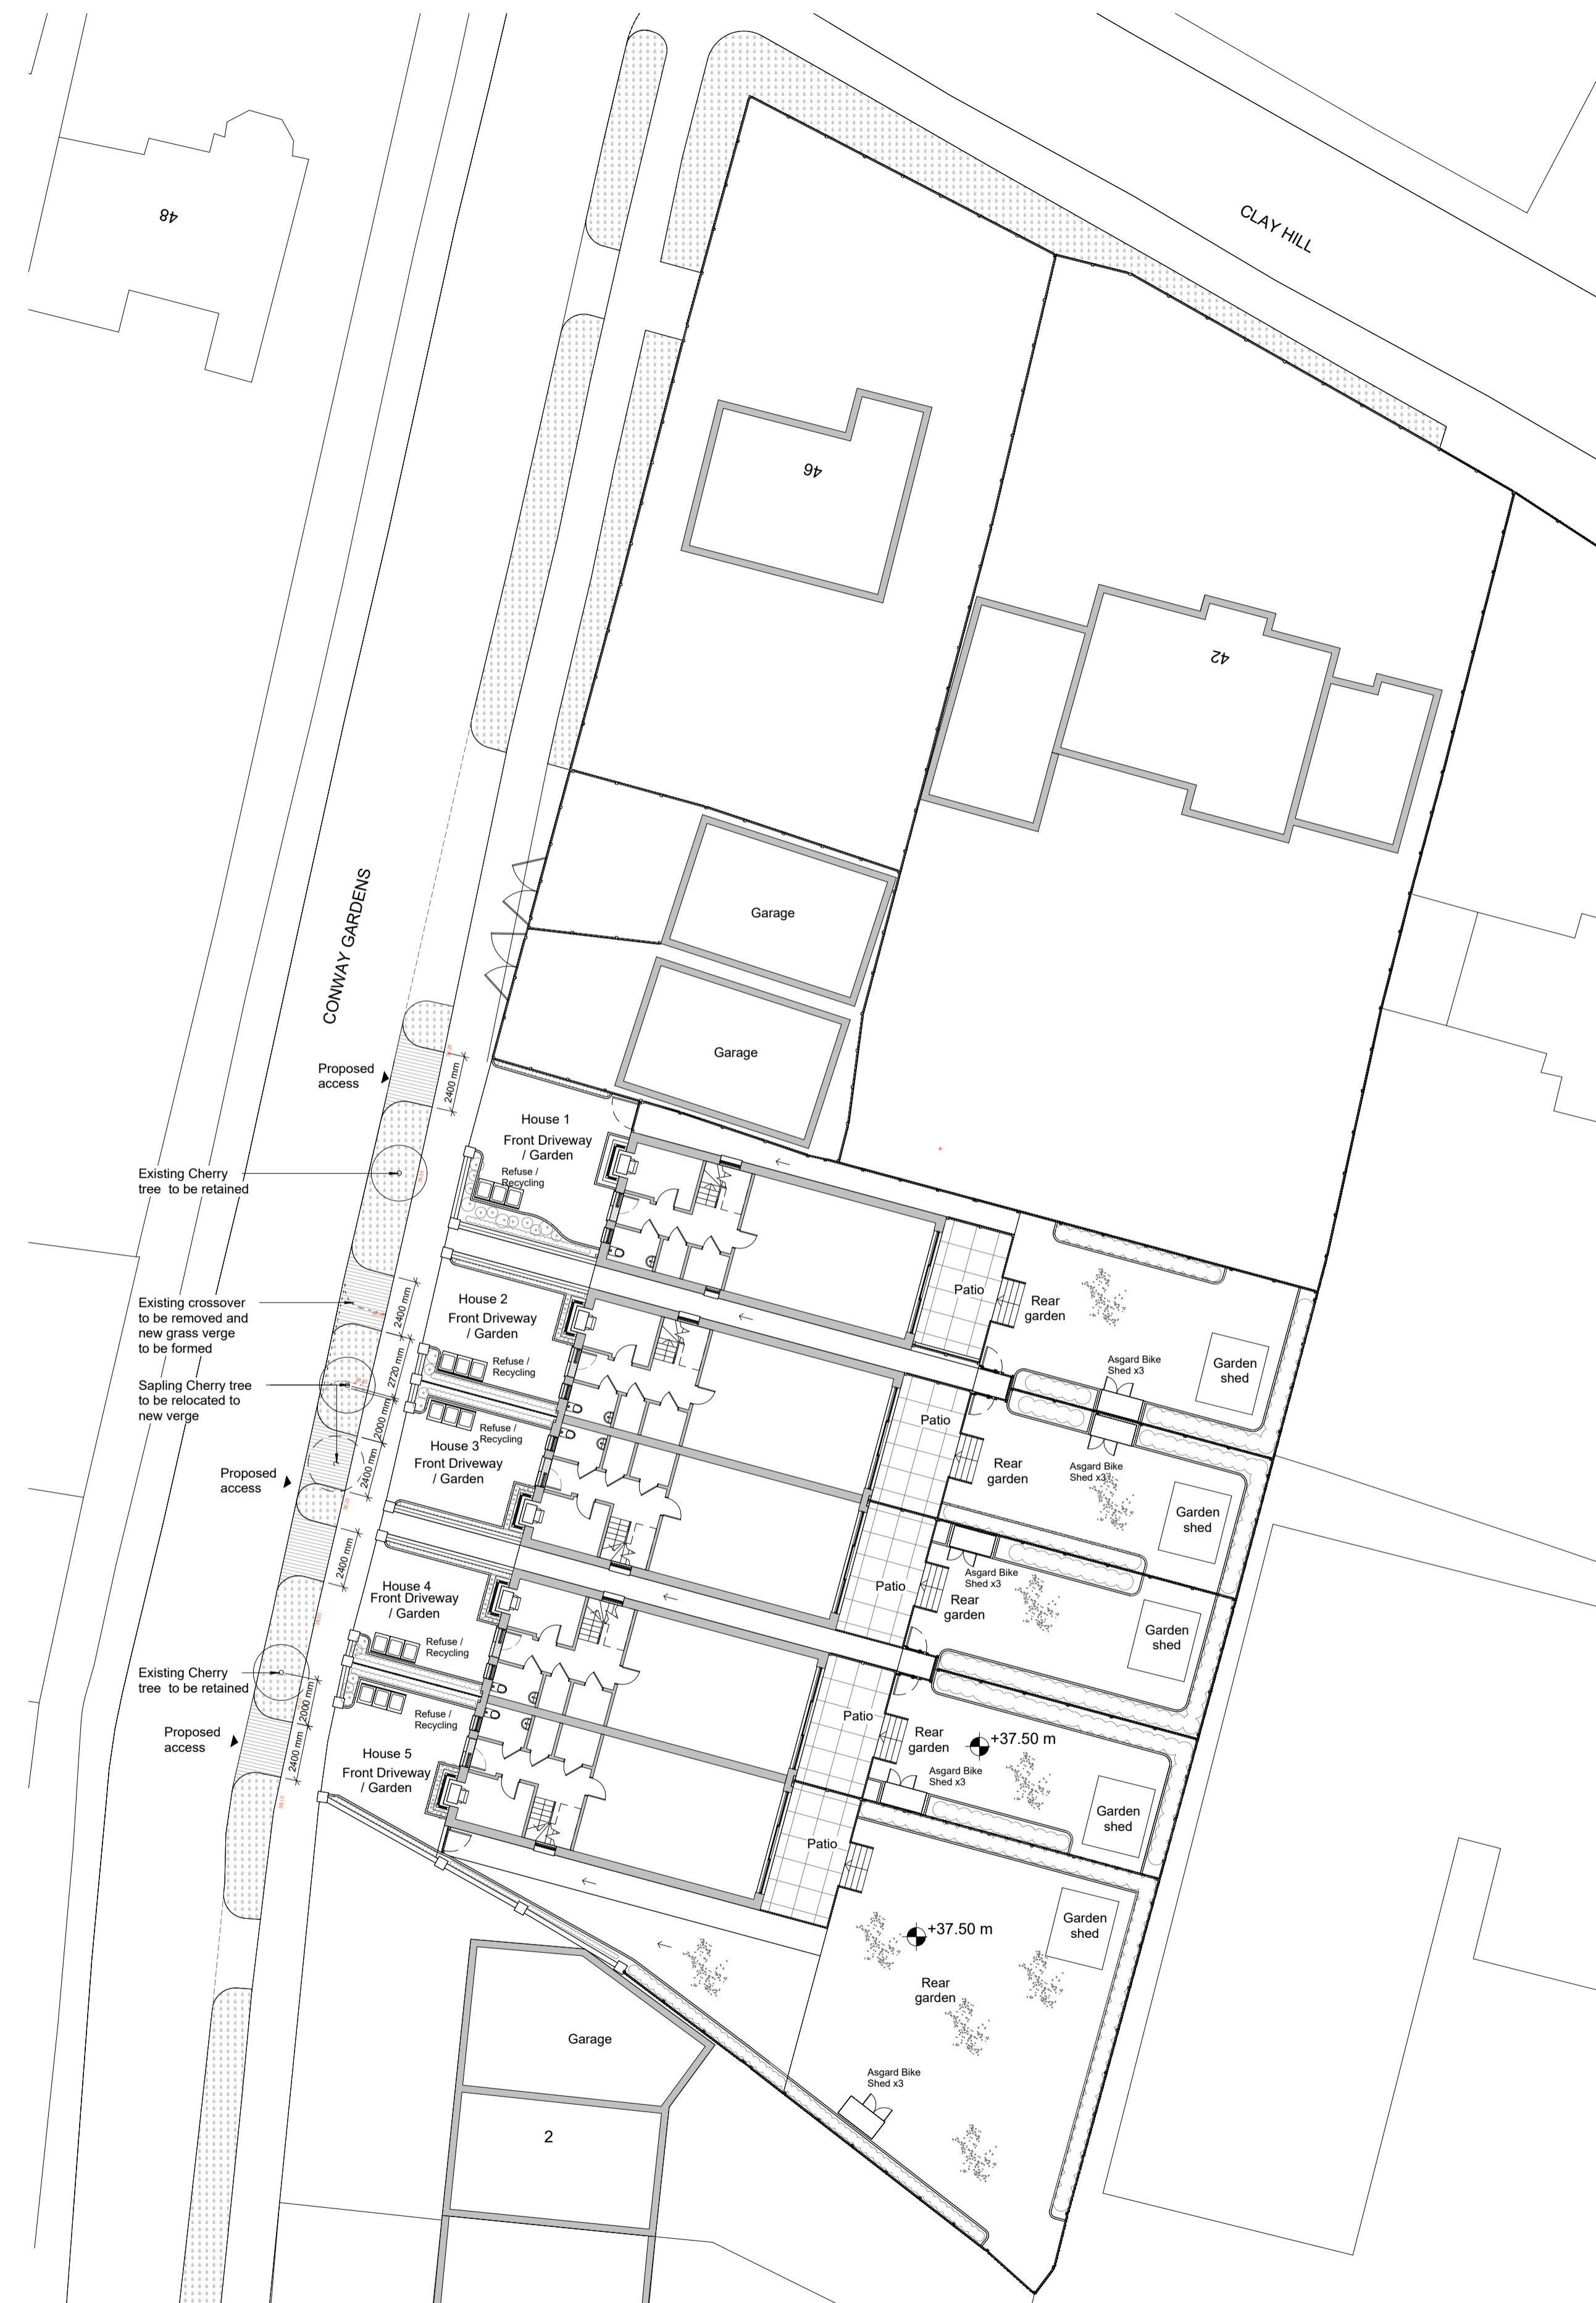 48
CLAY HILL
46
42
CONWAY GARDENS
Garage
Garage
Proposed
access
2400 mm
House 1
Front Driveway
/ Garden
Refuse /
Recycling
Existing Cherry
tree to be retained
Patio
Rear
garden
Garden
shed
Asgard Bike
Shed x3
Existing crossover
to be removed and
new grass verge
to be formed
2400 mm
House 2
Front Driveway
/ Garden
Refuse /
Recycling
2720 mm
Sapling Cherry tree
to be relocated to
new verge
2000 mm
Refuse /
Recycling
House 3
Front Driveway
/ Garden
Patio
Rear
garden
Asgard Bike
Shed x3
Garden
shed
Proposed
access
2400 mm
2400 mm
House 4
Front Driveway
/ Garden
Refuse /
Recycling
Patio
Rear
garden
Asgard Bike
Shed x3
Garden
shed
Existing Cherry
tree to be retained
2000 mm
Refuse /
Recycling
Patio
Rear
garden
+37.50 m
Asgard Bike
Shed x3
Garden
shed
Proposed
access
2400 mm
House 5
Front Driveway
/ Garden
Patio
Garden
shed
+37.50 m
Rear
garden
Asgard Bike
Shed x3
Garage
2